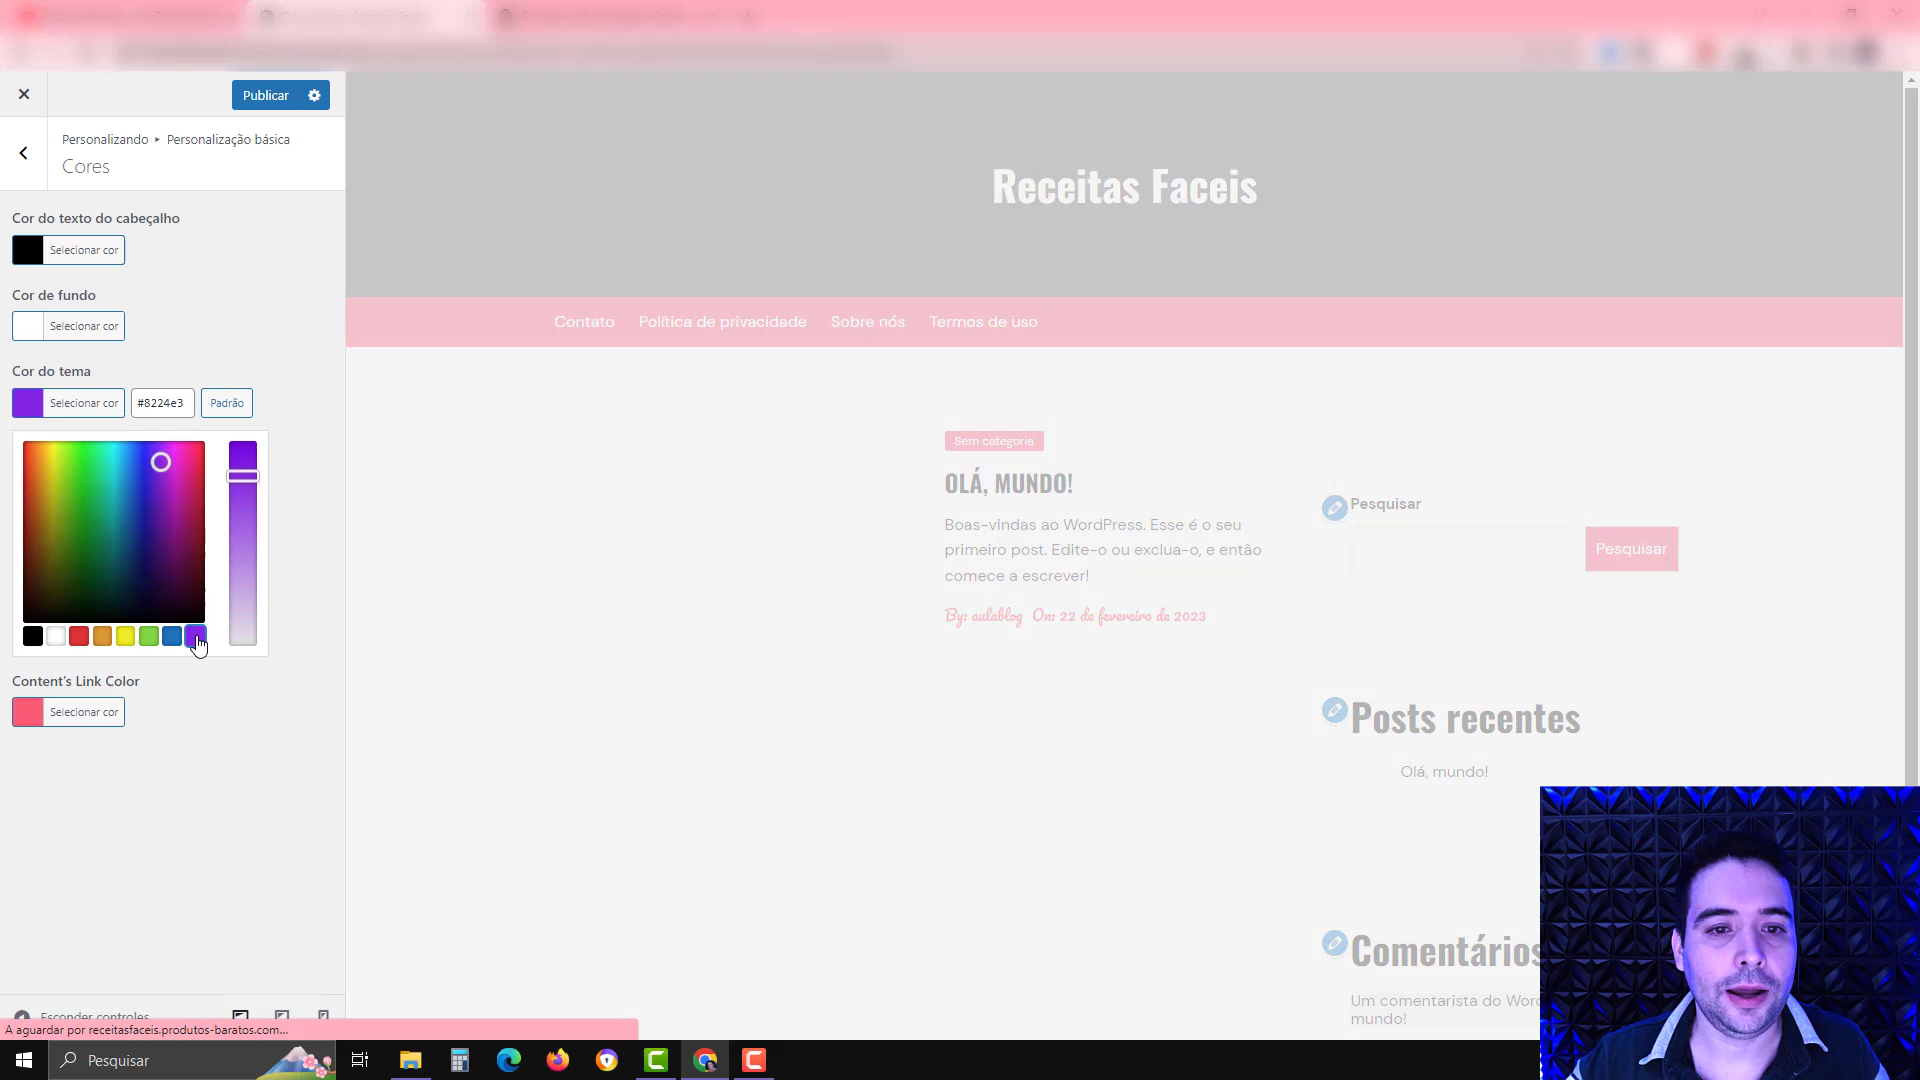 Publicar
Personalizando ▸ Personalização básica
Cores
Cor do texto do cabeçalho
Selecionar cor
Cor de fundo
Selecionar cor
Cor do tema
Selecionar cor #8224e3 Padrão
Content's Link Color
Selecionar cor
Esconder controles
A aguardar por receitasfaceis.produtos-baratos.com...
Receitas Faceis
Contato Política de privacidade Sobre nós Termos de uso
Sem categoria
OLÁ, MUNDO!
Boas-vindas ao WordPress. Esse é o seu
primeiro post. Edite-o ou exclua-o, e então
comece a escrever!
By: aulablog On: 22 de fevereiro de 2023
Pesquisar
Pesquisar
Posts recentes
Olá, mundo!
Comentários
Um comentarista do
mundo!
Pesquisar